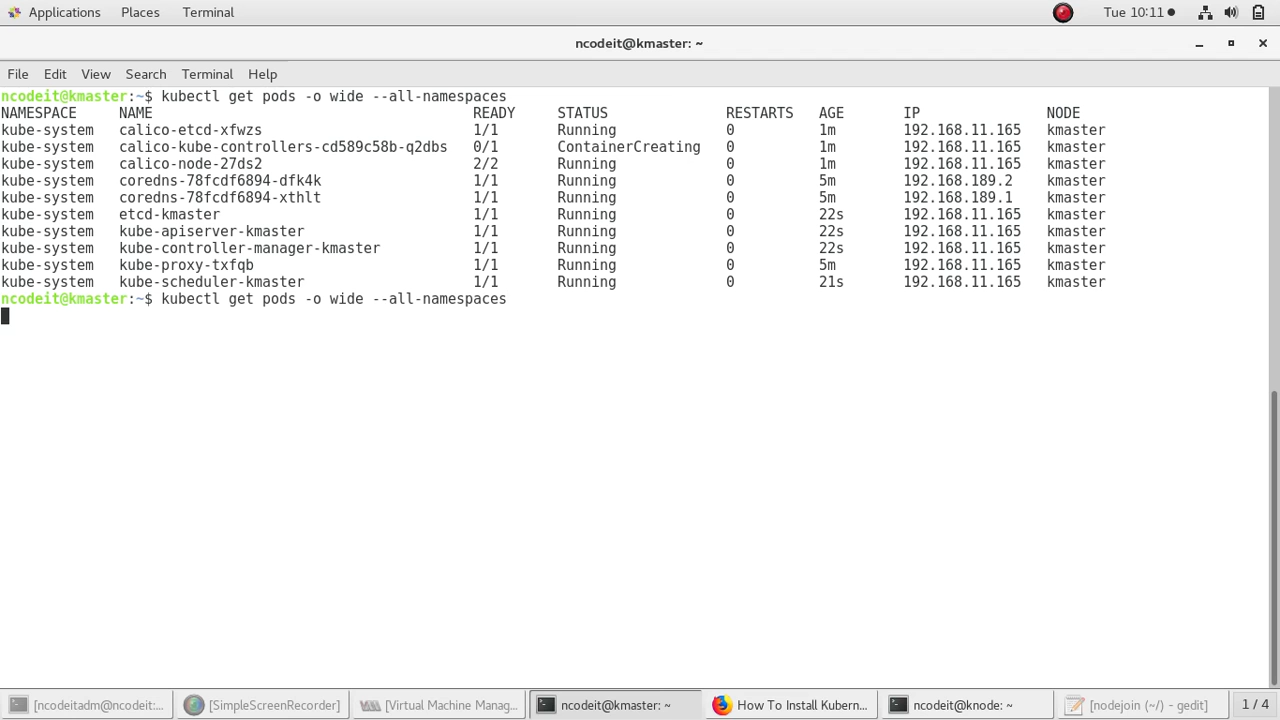 Applications Places Terminal Tue 10:11
ncodeit@kmaster: ~
File Edit View Search Terminal Help
ncodeit@kmaster:~$ kubectl get pods -o wide --all-namespaces
NAMESPACE NAME READY STATUS RESTARTS AGE IP NODE
kube-system calico-etcd-xfwzs 1/1 Running 0 1m 192.168.11.165 kmaster
kube-system calico-kube-controllers-cd589c58b-q2dbs 0/1 ContainerCreating 0 1m 192.168.11.165 kmaster
kube-system calico-node-27ds2 2/2 Running 0 1m 192.168.11.165 kmaster
kube-system coredns-78fcdf6894-dfk4k 1/1 Running 0 5m 192.168.189.2 kmaster
kube-system coredns-78fcdf6894-xthlt 1/1 Running 0 5m 192.168.189.1 kmaster
kube-system etcd-kmaster 1/1 Running 0 22s 192.168.11.165 kmaster
kube-system kube-apiserver-kmaster 1/1 Running 0 22s 192.168.11.165 kmaster
kube-system kube-controller-manager-kmaster 1/1 Running 0 22s 192.168.11.165 kmaster
kube-system kube-proxy-txfqb 1/1 Running 0 5m 192.168.11.165 kmaster
kube-system kube-scheduler-kmaster 1/1 Running 0 21s 192.168.11.165 kmaster
ncodeit@kmaster:~$ kubectl get pods -o wide --all-namespaces
[ncodeitadm@ncodeit:... [SimpleScreenRecorder] [Virtual Machine Manag... ncodeit@kmaster: ~ How To Install Kubern... ncodeit@knode: ~ [nodejoin (~/) - gedit] 1 / 4